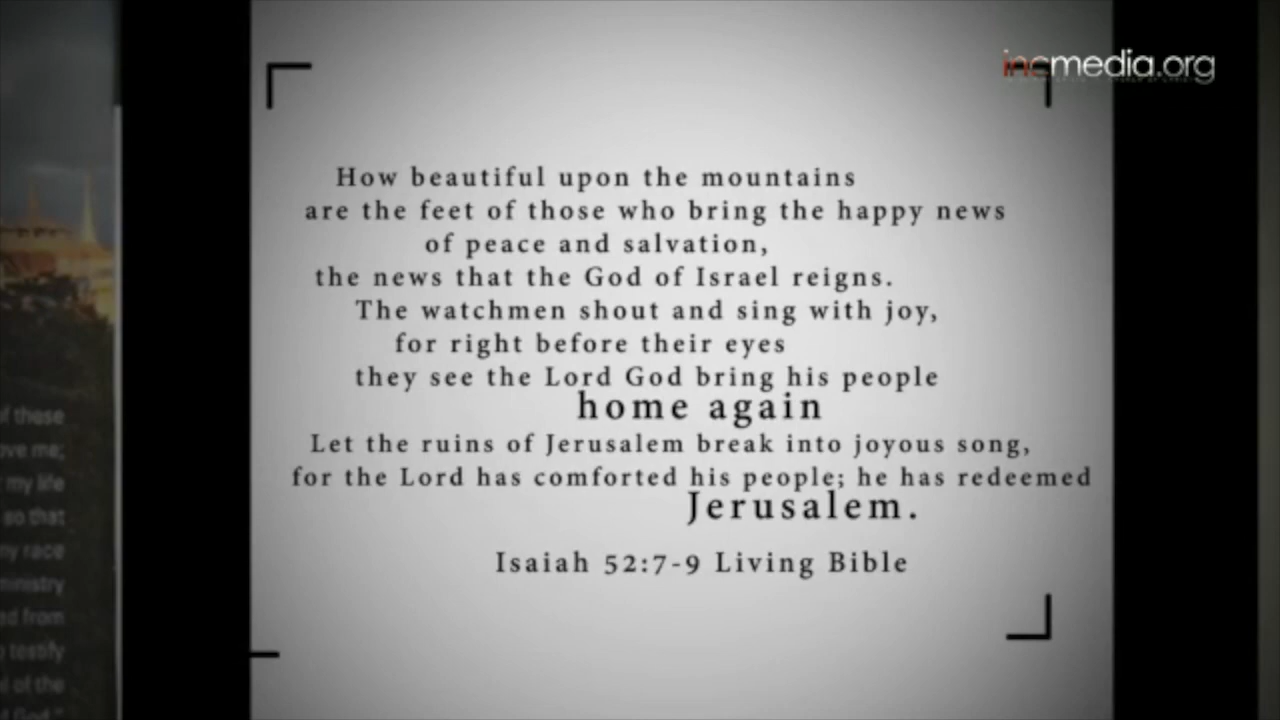 incmedia.org
How beautiful upon the mountains
are the feet of those who bring the happy news
of peace and salvation,
the news that the God of Israel reigns.
The watchmen shout and sing with joy,
for right before their eyes
they see the Lord God bring his people
home again
Let the ruins of Jerusalem break into joyous song,
for the Lord has comforted his people; he has redeemed
Jerusalem.
Isaiah 52:7-9 Living Bible
of these
me;
my life
so that
my race
ministry
from
testify
of the
God."